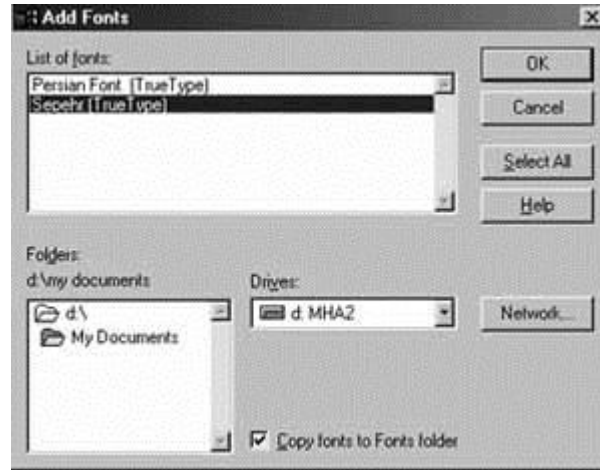 Add Fonts
List of fonts:
Persian Font (TrueType)
Sepehr (TrueType)
OK
Cancel
Select All
Help
Folders:
d:\my documents
d:\
My Documents
Drives:
d: MHA2
Network...
Copy fonts to Fonts folder